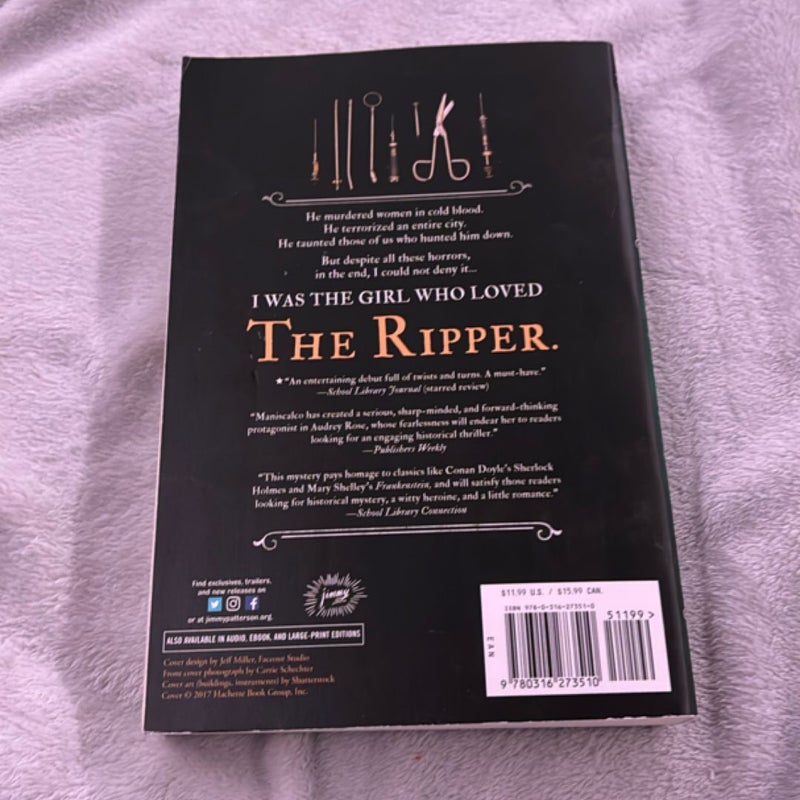 He murdered women in cold blood.
He terrorized an entire city.
He taunted those of us who hunted him down.
But despite all these horrors,
in the end, I could not deny it...
I WAS THE GIRL WHO LOVED
THE RIPPER.
★ "An entertaining debut full of twists and turns. A must-have."
—School Library Journal (starred review)
"Maniscalco has created a serious, sharp-minded, and forward-thinking
protagonist in Audrey Rose, whose fearlessness will endear her to readers
looking for an engaging historical thriller."
—Publishers Weekly
"This mystery pays homage to classics like Conan Doyle's Sherlock
Holmes and Mary Shelley's Frankenstein, and will satisfy those readers
looking for historical mystery, a witty heroine, and a little romance."
—School Library Connection
Find exclusives, trailers,
and new releases on
or at jimmypatterson.org.
jimmy
ALSO AVAILABLE IN AUDIO, EBOOK, AND LARGE-PRINT EDITIONS
Cover design by Jeff Miller, Faceout Studio
Front cover photograph by Carrie Schechter
Cover art (buildings, instruments) by Shutterstock
Cover © 2017 Hachette Book Group, Inc.
$11.99 U.S. / $15.99 CAN.
ISBN 978-0-316-27351-0
51199>
EAN
9 780316 273510